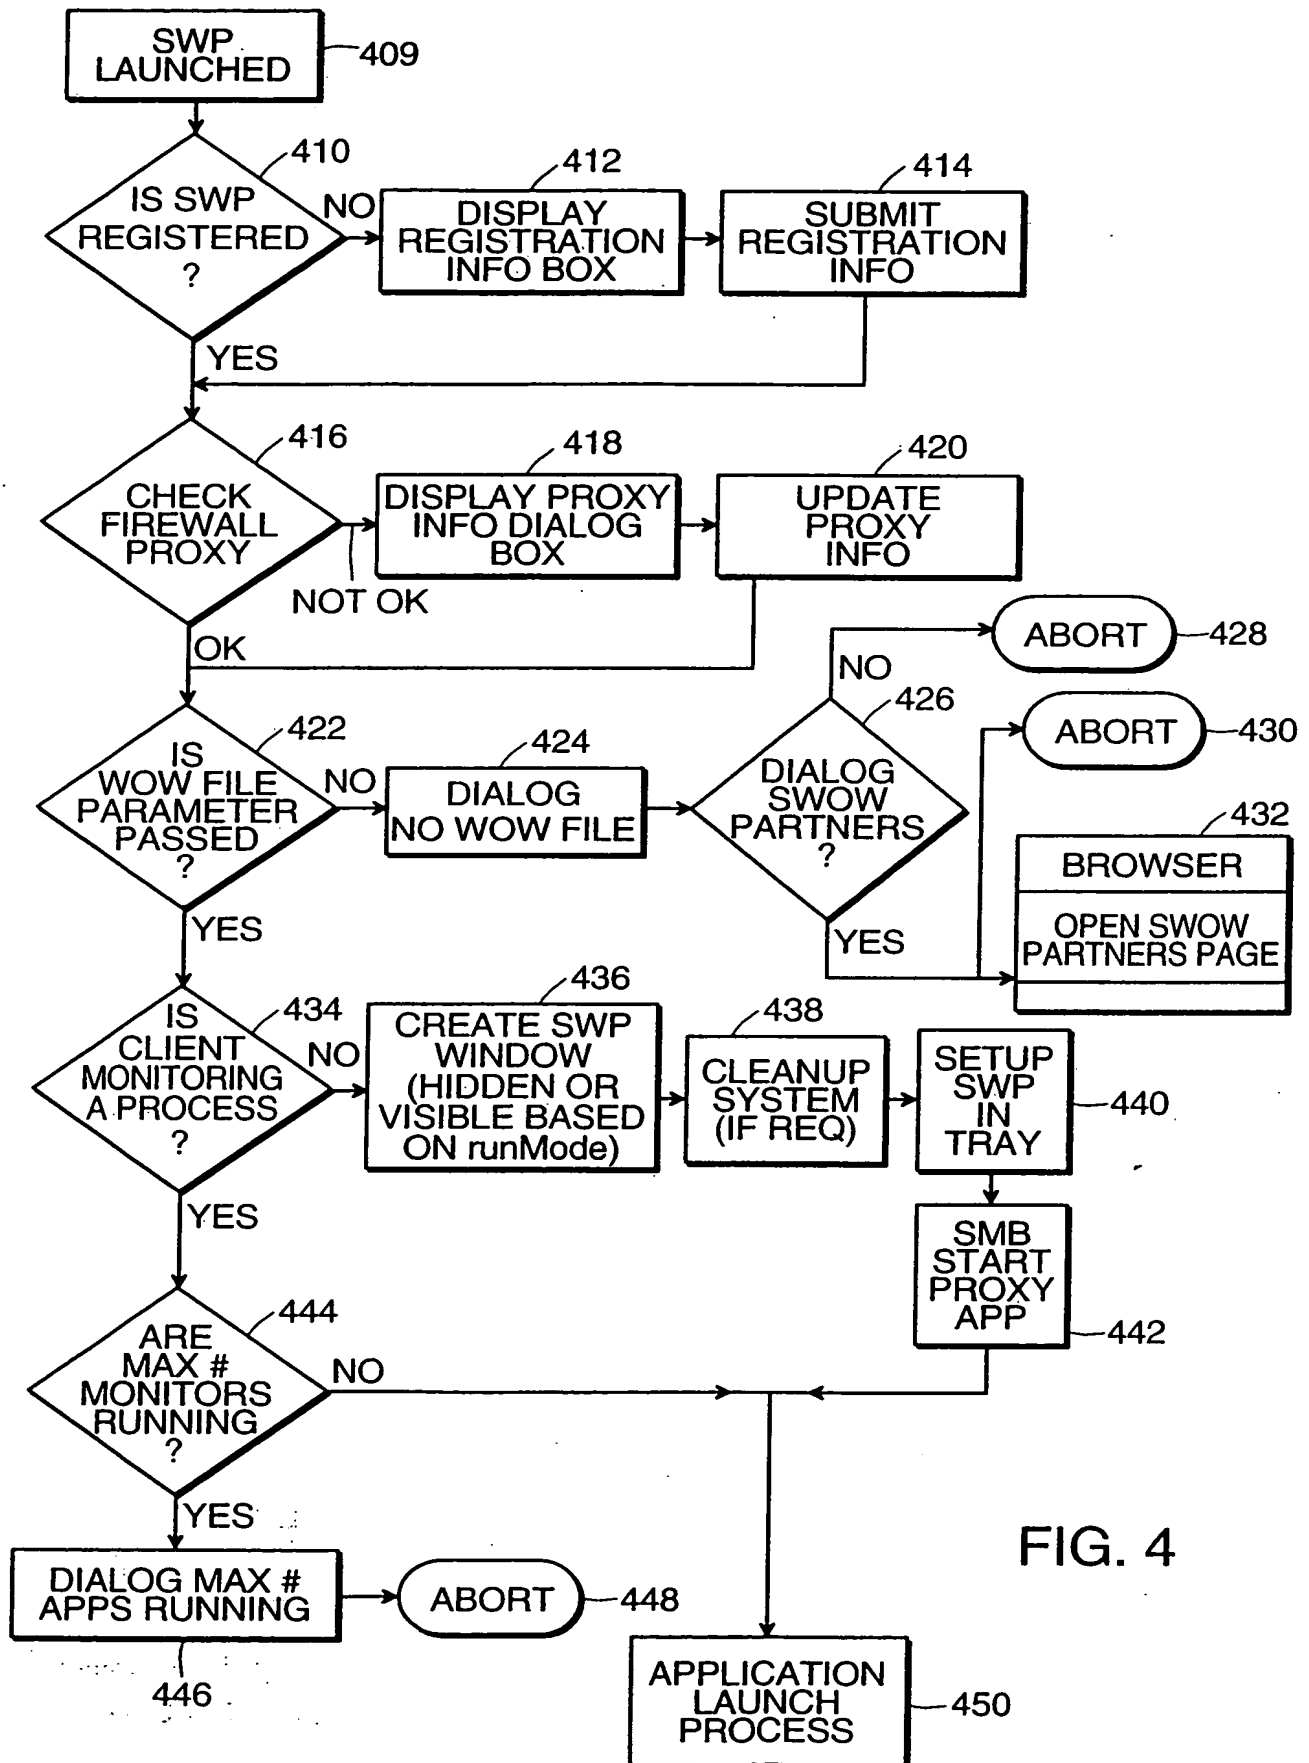 SWP
LAUNCHED
409
410
IS SWP
REGISTERED
?
NO
412
DISPLAY
REGISTRATION
INFO BOX
414
SUBMIT
REGISTRATION
INFO
YES
416
CHECK
FIREWALL
PROXY
NOT OK
418
DISPLAY PROXY
INFO DIALOG
BOX
420
UPDATE
PROXY
INFO
OK
422
IS
WOW FILE
PARAMETER
PASSED
?
NO
424
DIALOG
NO WOW FILE
426
DIALOG
SWOW
PARTNERS
?
NO
ABORT
428
ABORT
430
YES
432
BROWSER
OPEN SWOW
PARTNERS PAGE
YES
434
IS
CLIENT
MONITORING
A PROCESS
?
NO
436
CREATE SWP
WINDOW
(HIDDEN OR
VISIBLE BASED
ON runMode)
438
CLEANUP
SYSTEM
(IF REQ)
SETUP
SWP
IN
TRAY
440
SMB
START
PROXY
APP
442
YES
444
ARE
MAX #
MONITORS
RUNNING
?
NO
YES
DIALOG MAX #
APPS RUNNING
446
ABORT
448
APPLICATION
LAUNCH
PROCESS
450
FIG. 4